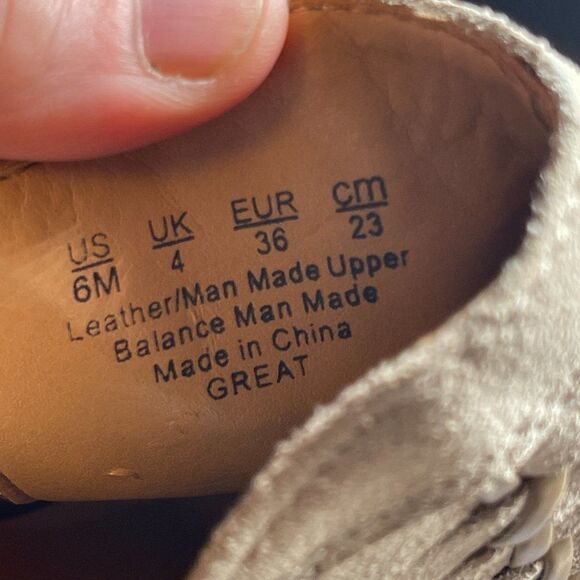 US UK EUR cm
6M 4 36 23
Leather/Man Made Upper
Balance Man Made
Made in China
GREAT